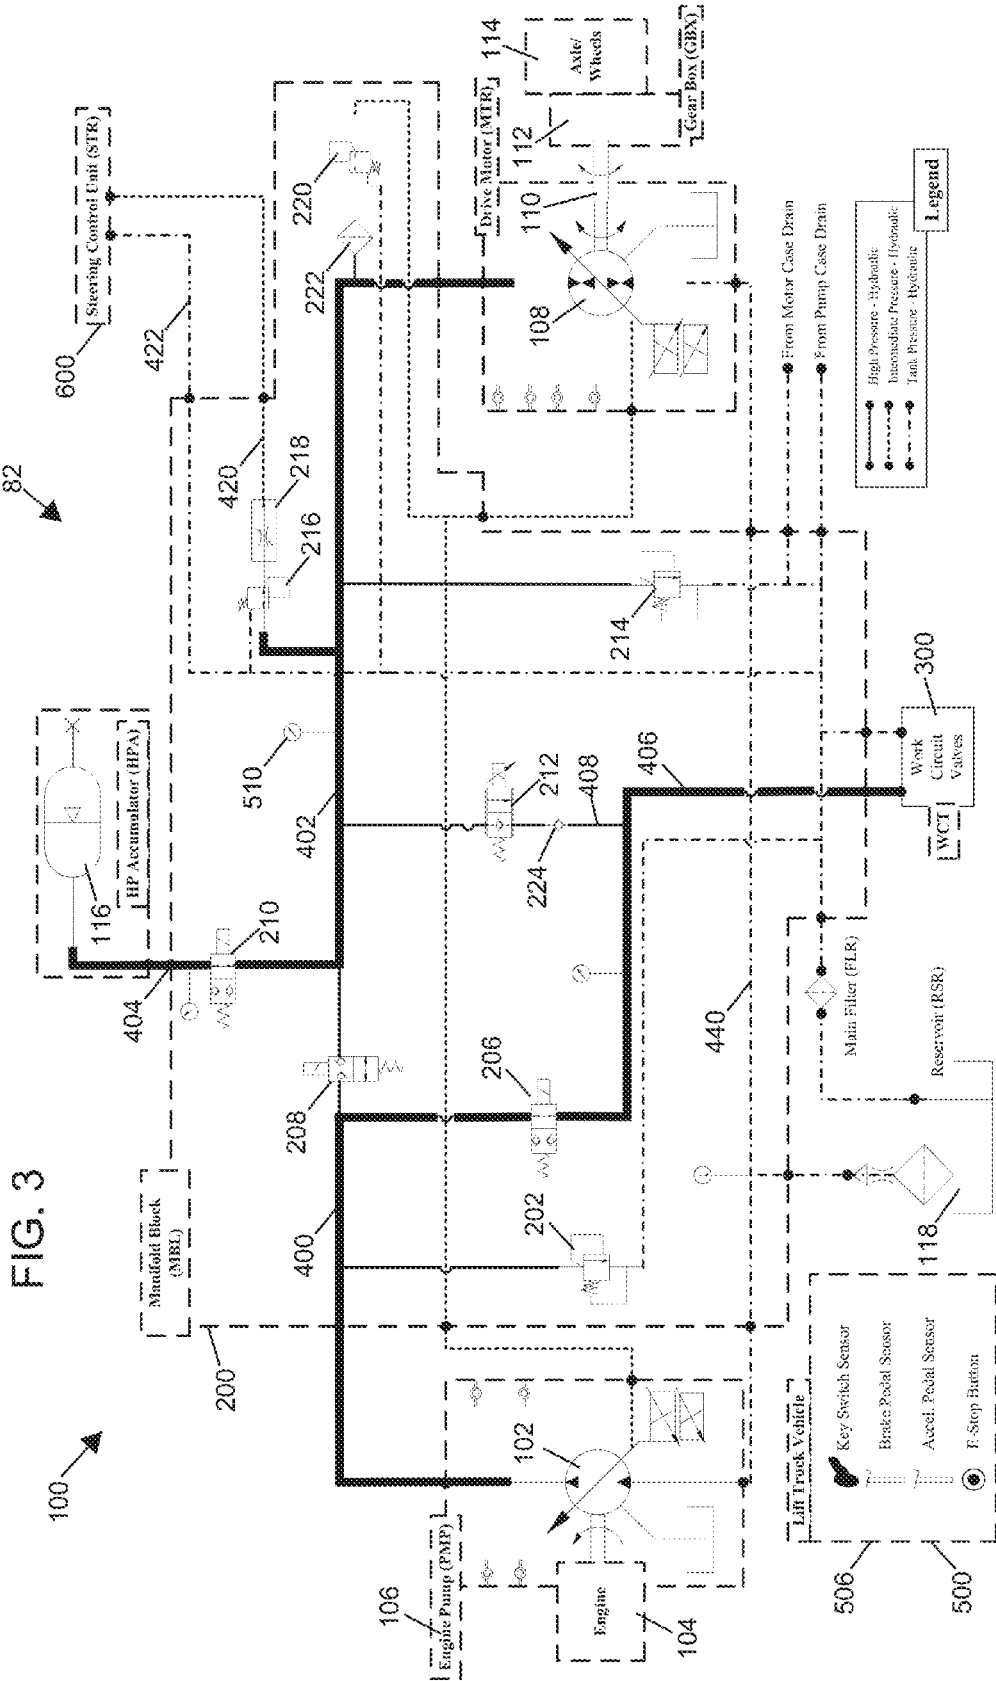 FIG. 3
100
82
200
Manifold Block
(MBL)
404
116
HP Accumulator (HPA)
210
510
600
Steering Control Unit (STR)
422
420
218
216
220
222
208
400
402
206
212
224
408
406
202
214
440
106
Engine Pump (PMP)
102
Engine
104
Drive Motor (MTR)
108
110
112
114
Axle/
Wheels
Gear Box (GBX)
From Motor Case Drain
From Pump Case Drain
Main Filter (FLR)
Reservoir (RSR)
118
300
Work
Circuit
Valves
WCT
Lift Truck Vehicle
Key Switch Sensor
Brake Pedal Sensor
Accel. Pedal Sensor
E-Stop Button
506
500
High Pressure - Hydraulic
Intermediate Pressure - Hydraulic
Tank Pressure - Hydraulic
Legend